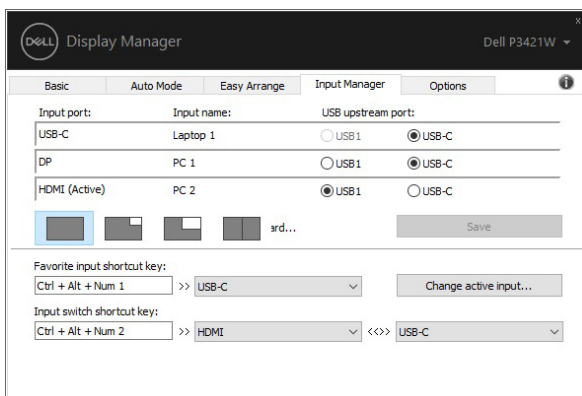 DELL Display Manager Dell P3421W
Basic Auto Mode Easy Arrange Input Manager Options
Input port: Input name: USB upstream port:
USB-C Laptop 1 USB1 USB-C
DP PC 1 USB1 USB-C
HDMI (Active) PC 2 USB1 USB-C
ard... Save
Favorite input shortcut key:
Ctrl + Alt + Num 1 >> USB-C Change active input...
Input switch shortcut key:
Ctrl + Alt + Num 2 >> HDMI <<>> USB-C